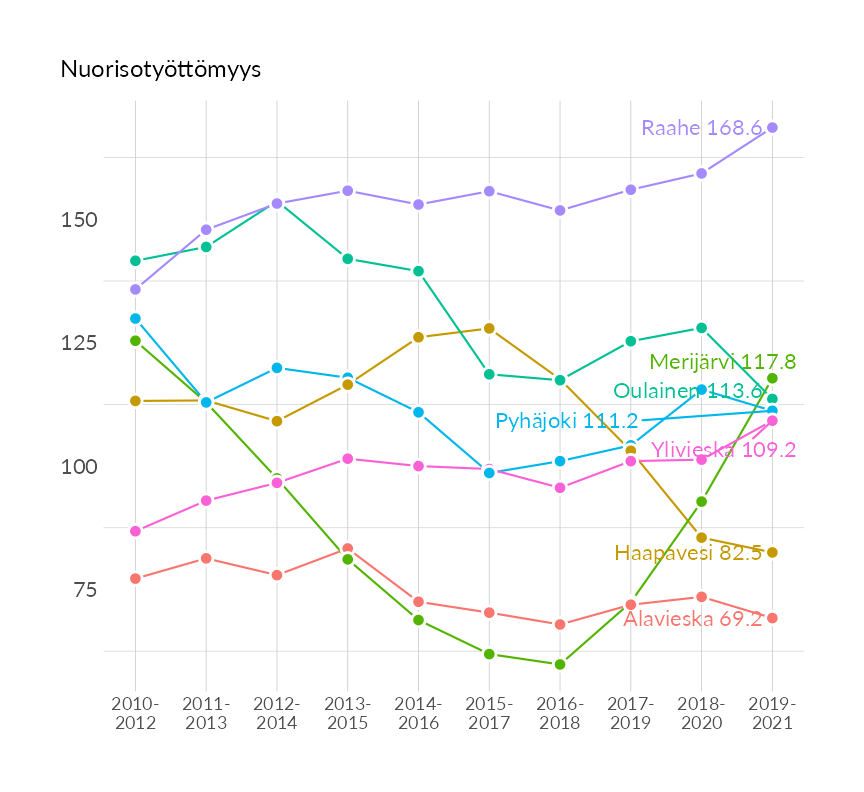 Nuorisotyöttömyys
Raahe 168.6
150
125
Merijärvi 117.8
Oulainen 113.6
Pyhäjoki 111.2
Ylivieska 109.2
100
Haapavesi 82.5
75
Alavieska 69.2
2010- 2011- 2012- 2013- 2014- 2015- 2016- 2017- 2018- 2019-
2012 2013 2014 2015 2016 2017 2018 2019 2020 2021